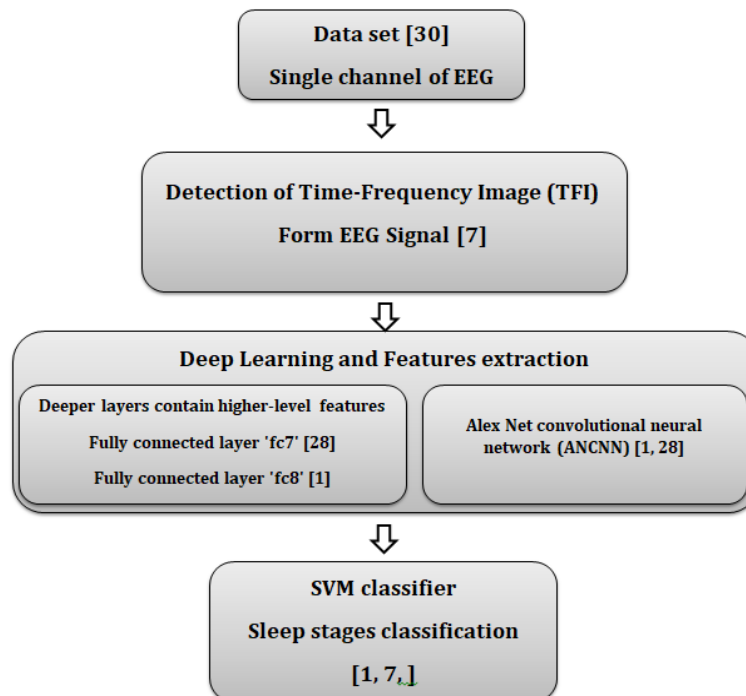 Data set [30]
Single channel of EEG
Detection of Time-Frequency Image (TFI)
Form EEG Signal [7]
Deep Learning and Features extraction
Deeper layers contain higher-level features
Fully connected layer 'fc7' [28]
Fully connected layer 'fc8' [1]
Alex Net convolutional neural
network (ANCNN) [1, 28]
SVM classifier
Sleep stages classification
[1, 7, ]